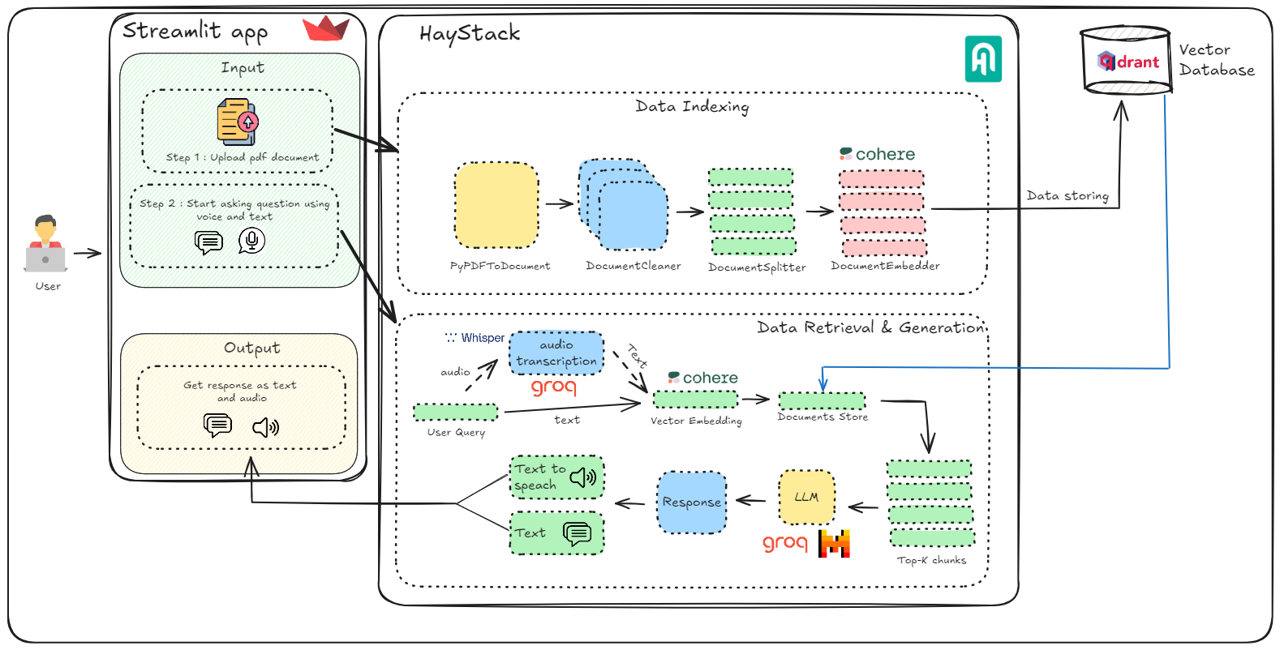 Streamlit app
Input
Step 1 : Upload pdf document
Step 2 : Start asking question using
voice and text
User
Output
Get response as text
and audio
HayStack
Data Indexing
cohere
PyPDFToDocument
DocumentCleaner
DocumentSplitter
DocumentEmbedder
Data storing
qdrant
Vector
Database
Data Retrieval & Generation
Whisper
audio
transcription
audio
Text
groq
cohere
User Query
text
Vector Embedding
Documents Store
Text to
speach
Text
Response
LLM
groq
Top-K chunks